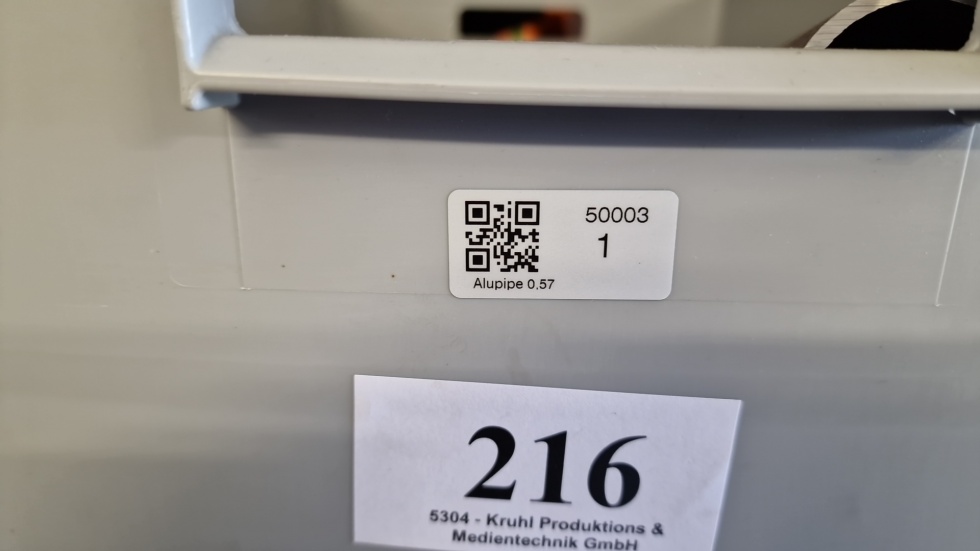 50003
1
Alupipe 0,57
216
5304 - Kruhl Produktions &
Medientechnik GmbH